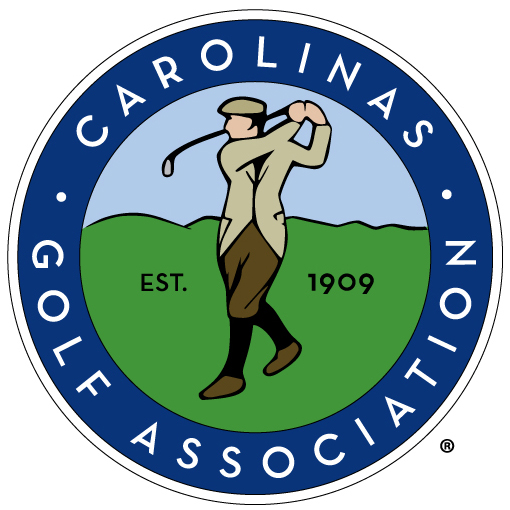 CAROLINAS
EST. 1909
• GOLF ASSOCIATION •
®